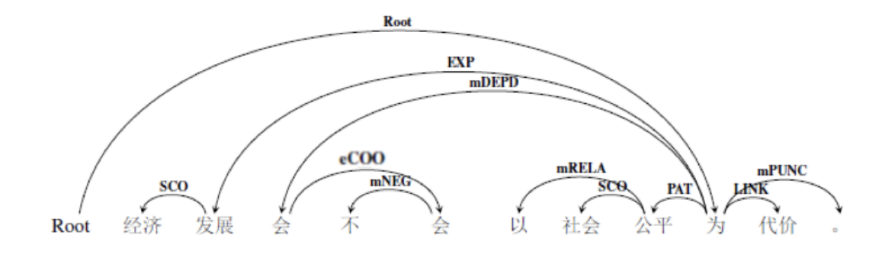 Root
EXP
mDEPD
eCOO
mRELA
mPUNC
SCO
mNEG
SCO
PAT
LINK
Root 经济 发展 会 不 会 以 社会 公平 为 代价 。